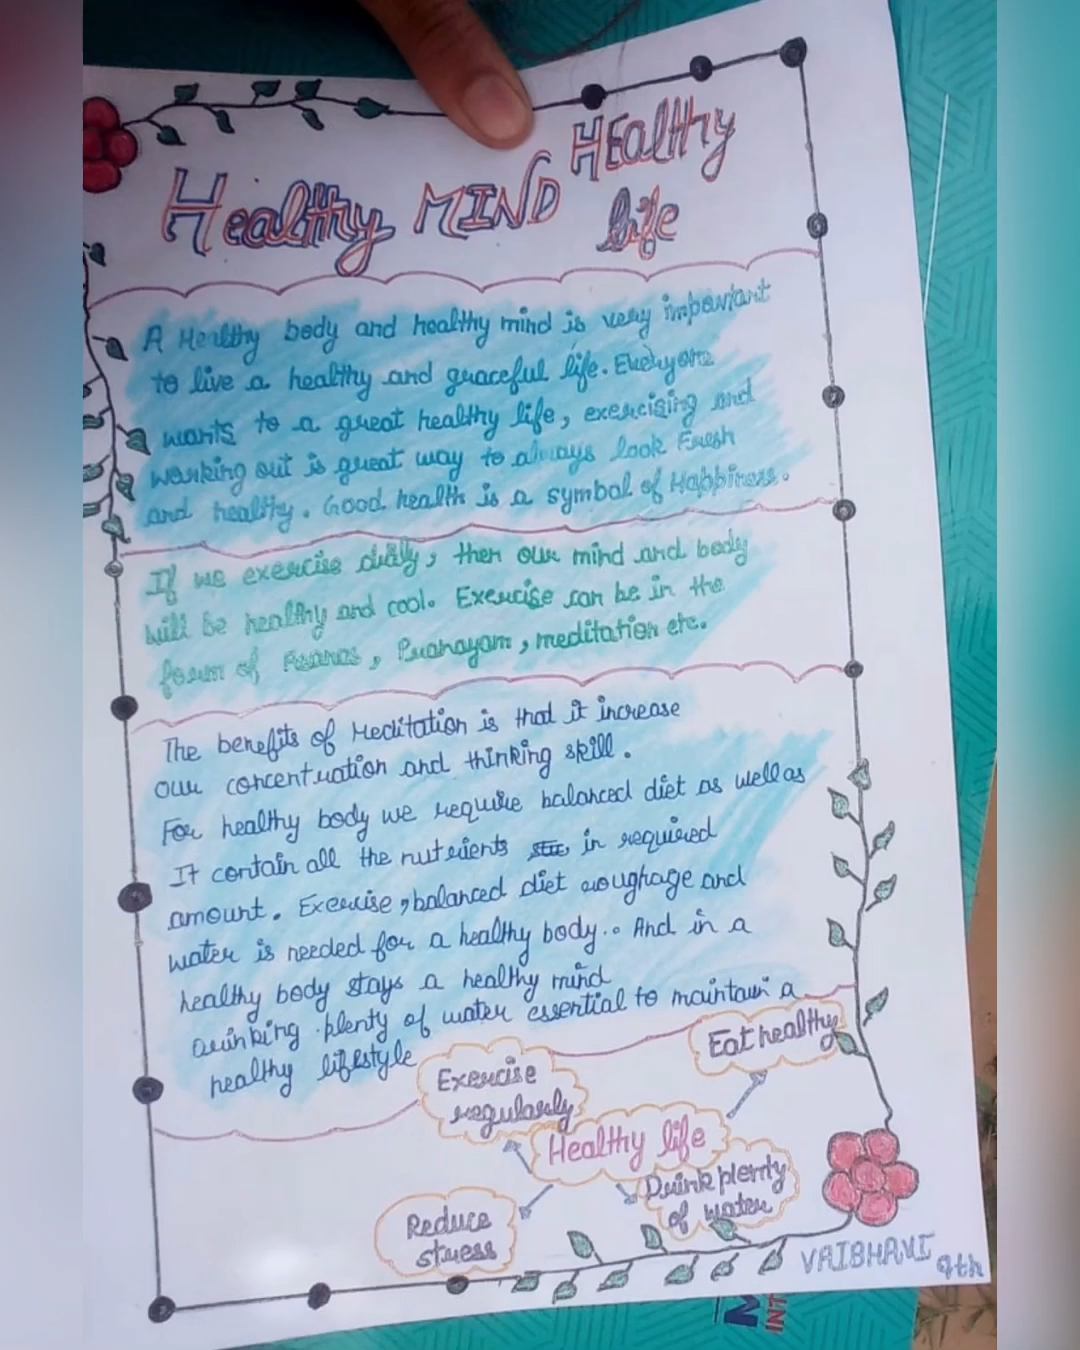 Healthy MIND HEalthy
life
A Healthy body and healthy mind is very important
to live a healthy and graceful life. Everyone
wants to a great healthy life, exercising and
working out is great way to always look Fresh
and healthy. Good health is a symbol of Happiness.
If we exercise daily, then our mind and body
will be healthy and cool. Exercise can be in the
form of Asanas, Pranayam, meditation etc.
The benefits of Meditation is that it increase
our concentration and thinking skill.
For healthy body we require balanced diet as well as
It contain all the nutrients in required
amount. Exercise, balanced diet roughage and
water is needed for a healthy body.. And in a
healthy body stays a healthy mind
drinking plenty of water essential to maintain a
healthy lifestyle
Eat healthy
Exercise
regularly
Healthy life
Drink plenty
of water
Reduce
stress
VAIBHAVI 9th